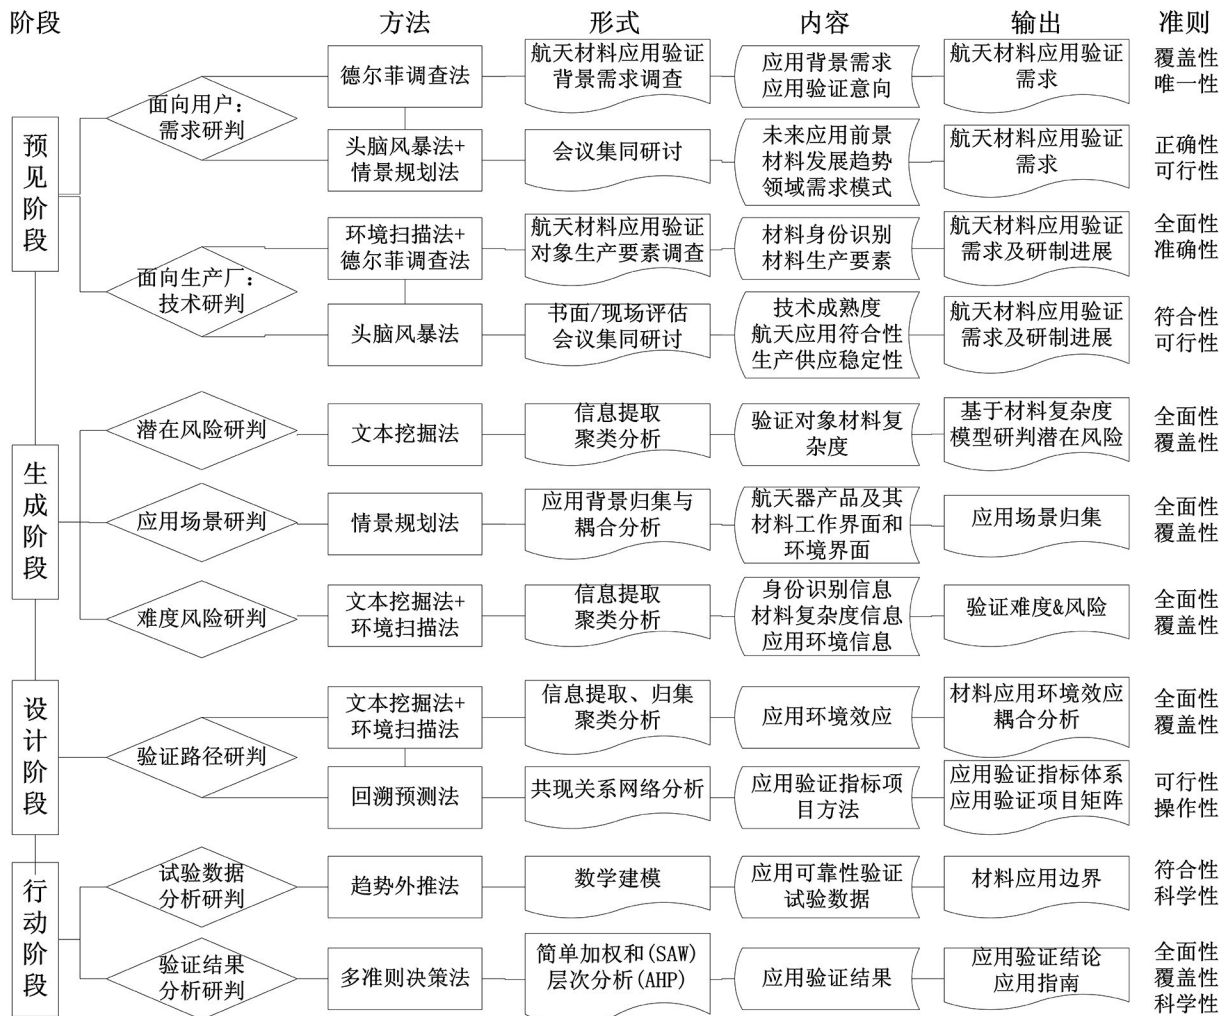 阶段
方法
形式
内容
输出
准则
预见阶段
面向用户：
需求研判
德尔菲调查法
航天材料应用验证
背景需求调查
应用背景需求
应用验证意向
航天材料应用验证
需求
覆盖性
唯一性
头脑风暴法+
情景规划法
会议集同研讨
未来应用前景
材料发展趋势
领域需求模式
航天材料应用验证
需求
正确性
可行性
面向生产厂：
技术研判
环境扫描法+
德尔菲调查法
航天材料应用验证
对象生产要素调查
材料身份识别
材料生产要素
航天材料应用验证
需求及研制进展
全面性
准确性
头脑风暴法
书面/现场评估
会议集同研讨
技术成熟度
航天应用符合性
生产供应稳定性
航天材料应用验证
需求及研制进展
符合性
可行性
生成阶段
潜在风险研判
文本挖掘法
信息提取
聚类分析
验证对象材料复
杂度
基于材料复杂度
模型研判潜在风险
全面性
覆盖性
应用场景研判
情景规划法
应用背景归集与
耦合分析
航天器产品及其
材料工作界面和
环境界面
应用场景归集
全面性
覆盖性
难度风险研判
文本挖掘法+
环境扫描法
信息提取
聚类分析
身份识别信息
材料复杂度信息
应用环境信息
验证难度&风险
全面性
覆盖性
设计阶段
验证路径研判
文本挖掘法+
环境扫描法
信息提取、归集
聚类分析
应用环境效应
材料应用环境效应
耦合分析
全面性
覆盖性
回溯预测法
共现关系网络分析
应用验证指标项
目方法
应用验证指标体系
应用验证项目矩阵
可行性
操作性
行动阶段
试验数据
分析研判
趋势外推法
数学建模
应用可靠性验证
试验数据
材料应用边界
符合性
科学性
验证结果
分析研判
多准则决策法
简单加权和(SAW)
层次分析(AHP)
应用验证结果
应用验证结论
应用指南
全面性
覆盖性
科学性